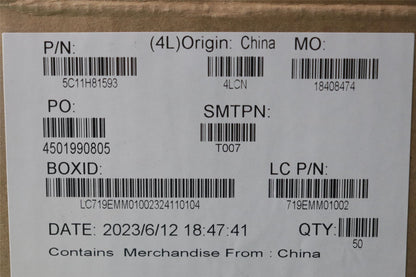 P/N: (4L)Origin: China MO:
5C11H81593 4LCN 18408474
PO: SMTPN:
4501990805 T007
BOXID: LC P/N:
LC719EMM01002324110104 719EMM01002
DATE: 2023/6/12 18:47:41 QTY:
50
Contains Merchandise From : China